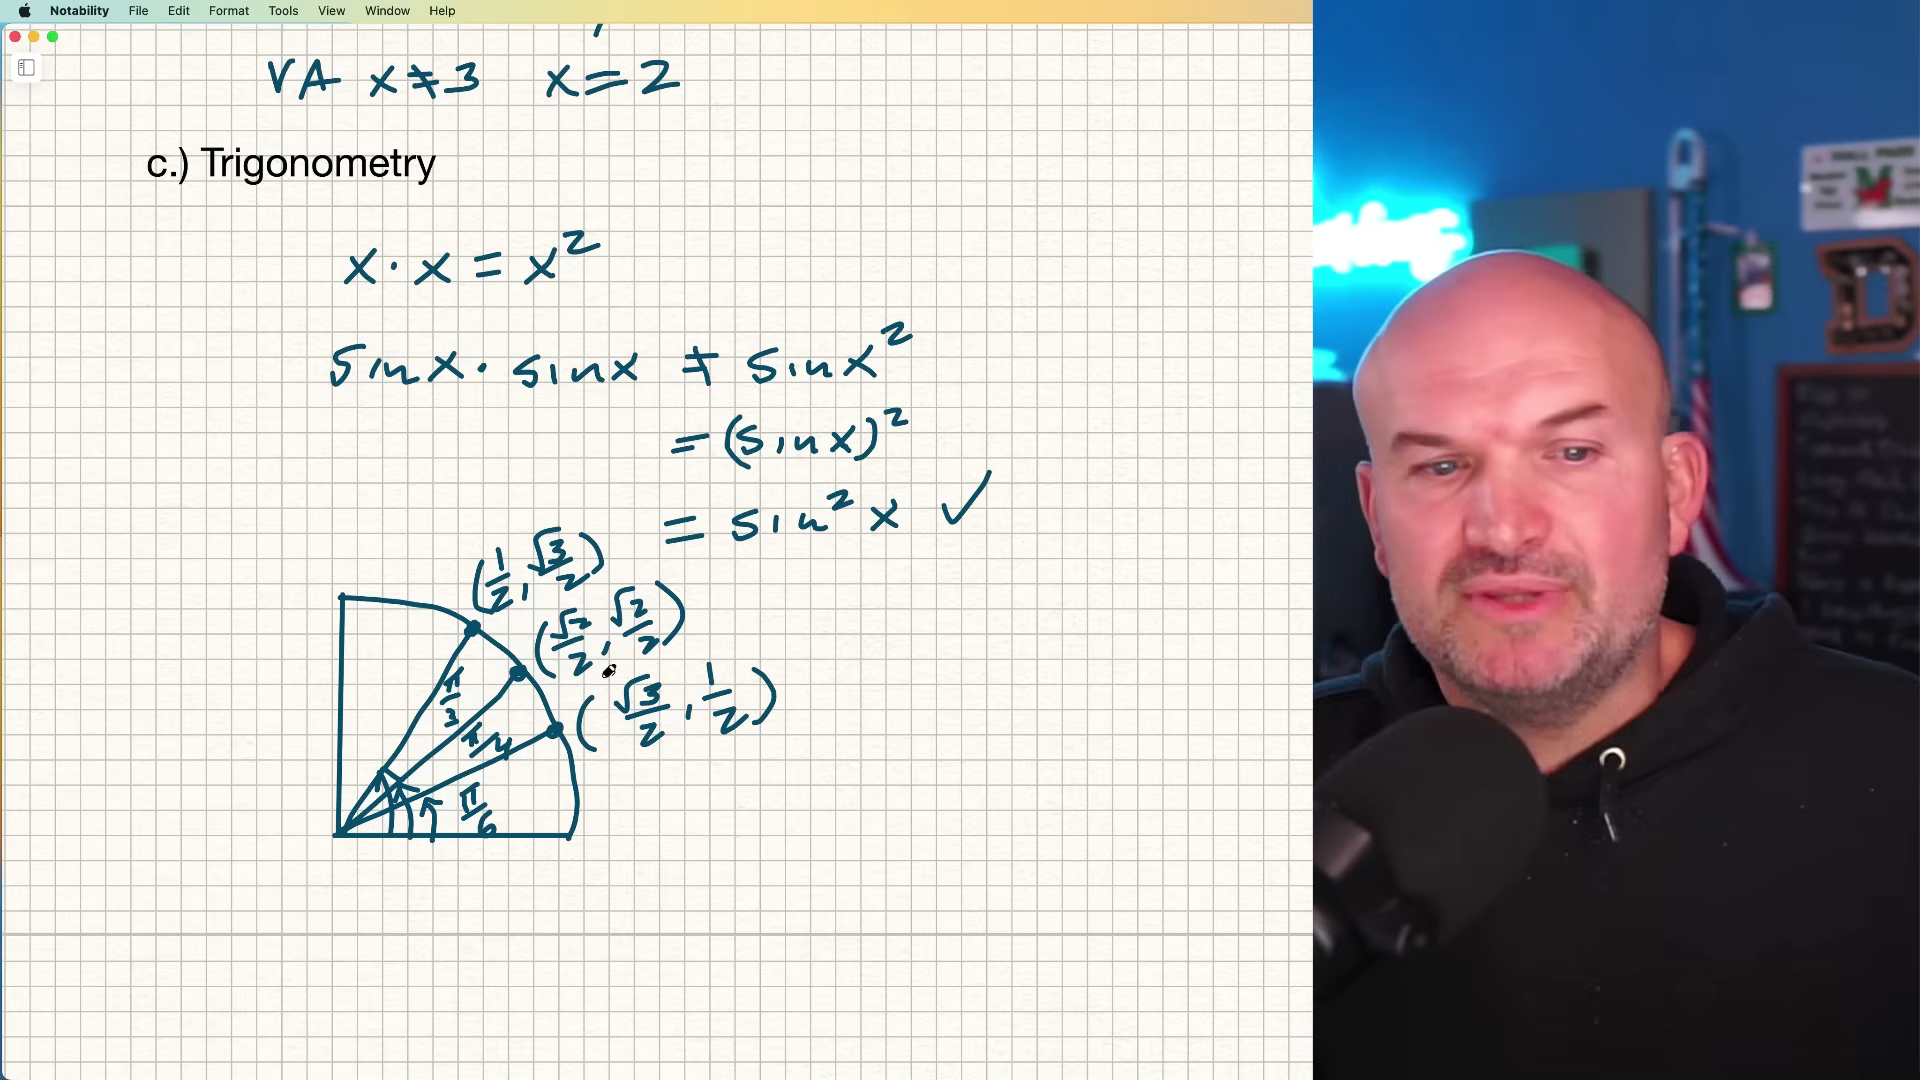 Notability File Edit Format Tools View Window Help
VA x≠3 x=2
c.) Trigonometry
x·x = x²
sinx·sinx ≠ sinx²
= (sinx)²
= sin²x ✓
(1/2, √3/2)
(√2/2, √2/2)
(√3/2, 1/2)
π/3
π/4
π/6
D